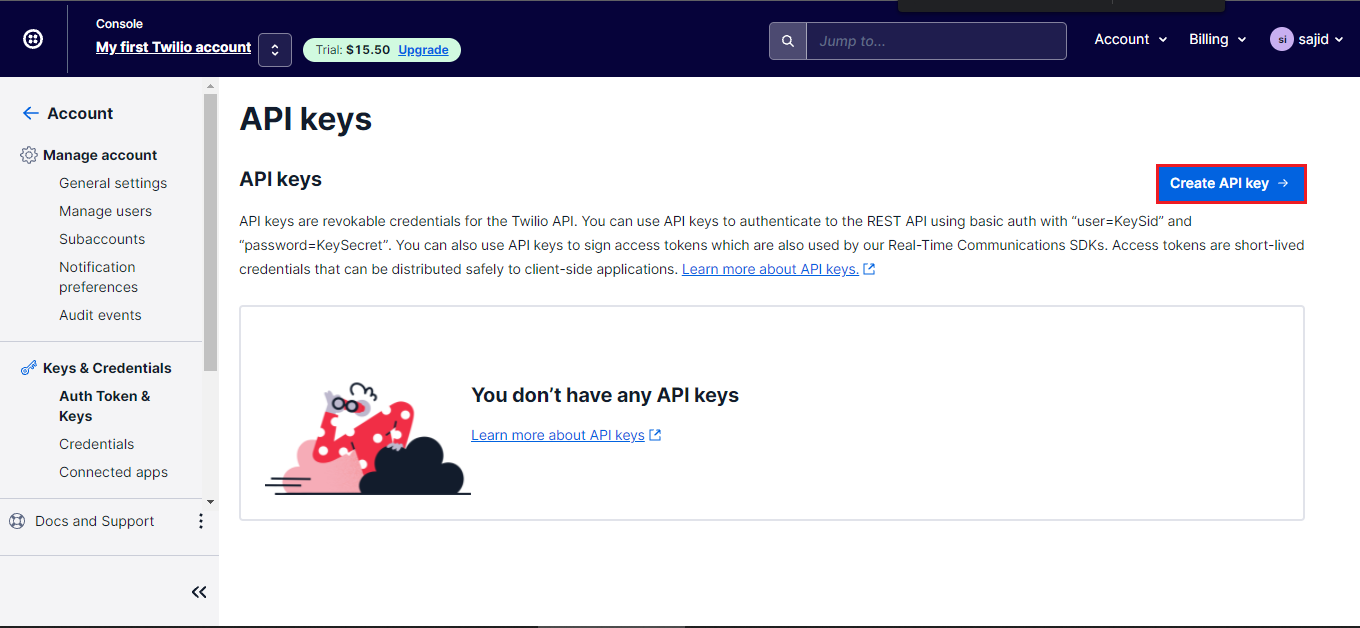 Console
My first Twilio account
Trial: $15.50 Upgrade
Jump to...
Account
Billing
si sajid
Account
Manage account
General settings
Manage users
Subaccounts
Notification
preferences
Audit events
Keys & Credentials
Auth Token &
Keys
Credentials
Connected apps
Docs and Support
API keys
API keys
Create API key
API keys are revokable credentials for the Twilio API. You can use API keys to authenticate to the REST API using basic auth with “user=KeySid” and
“password=KeySecret”. You can also use API keys to sign access tokens which are also used by our Real-Time Communications SDKs. Access tokens are short-lived
credentials that can be distributed safely to client-side applications. Learn more about API keys.
You don’t have any API keys
Learn more about API keys